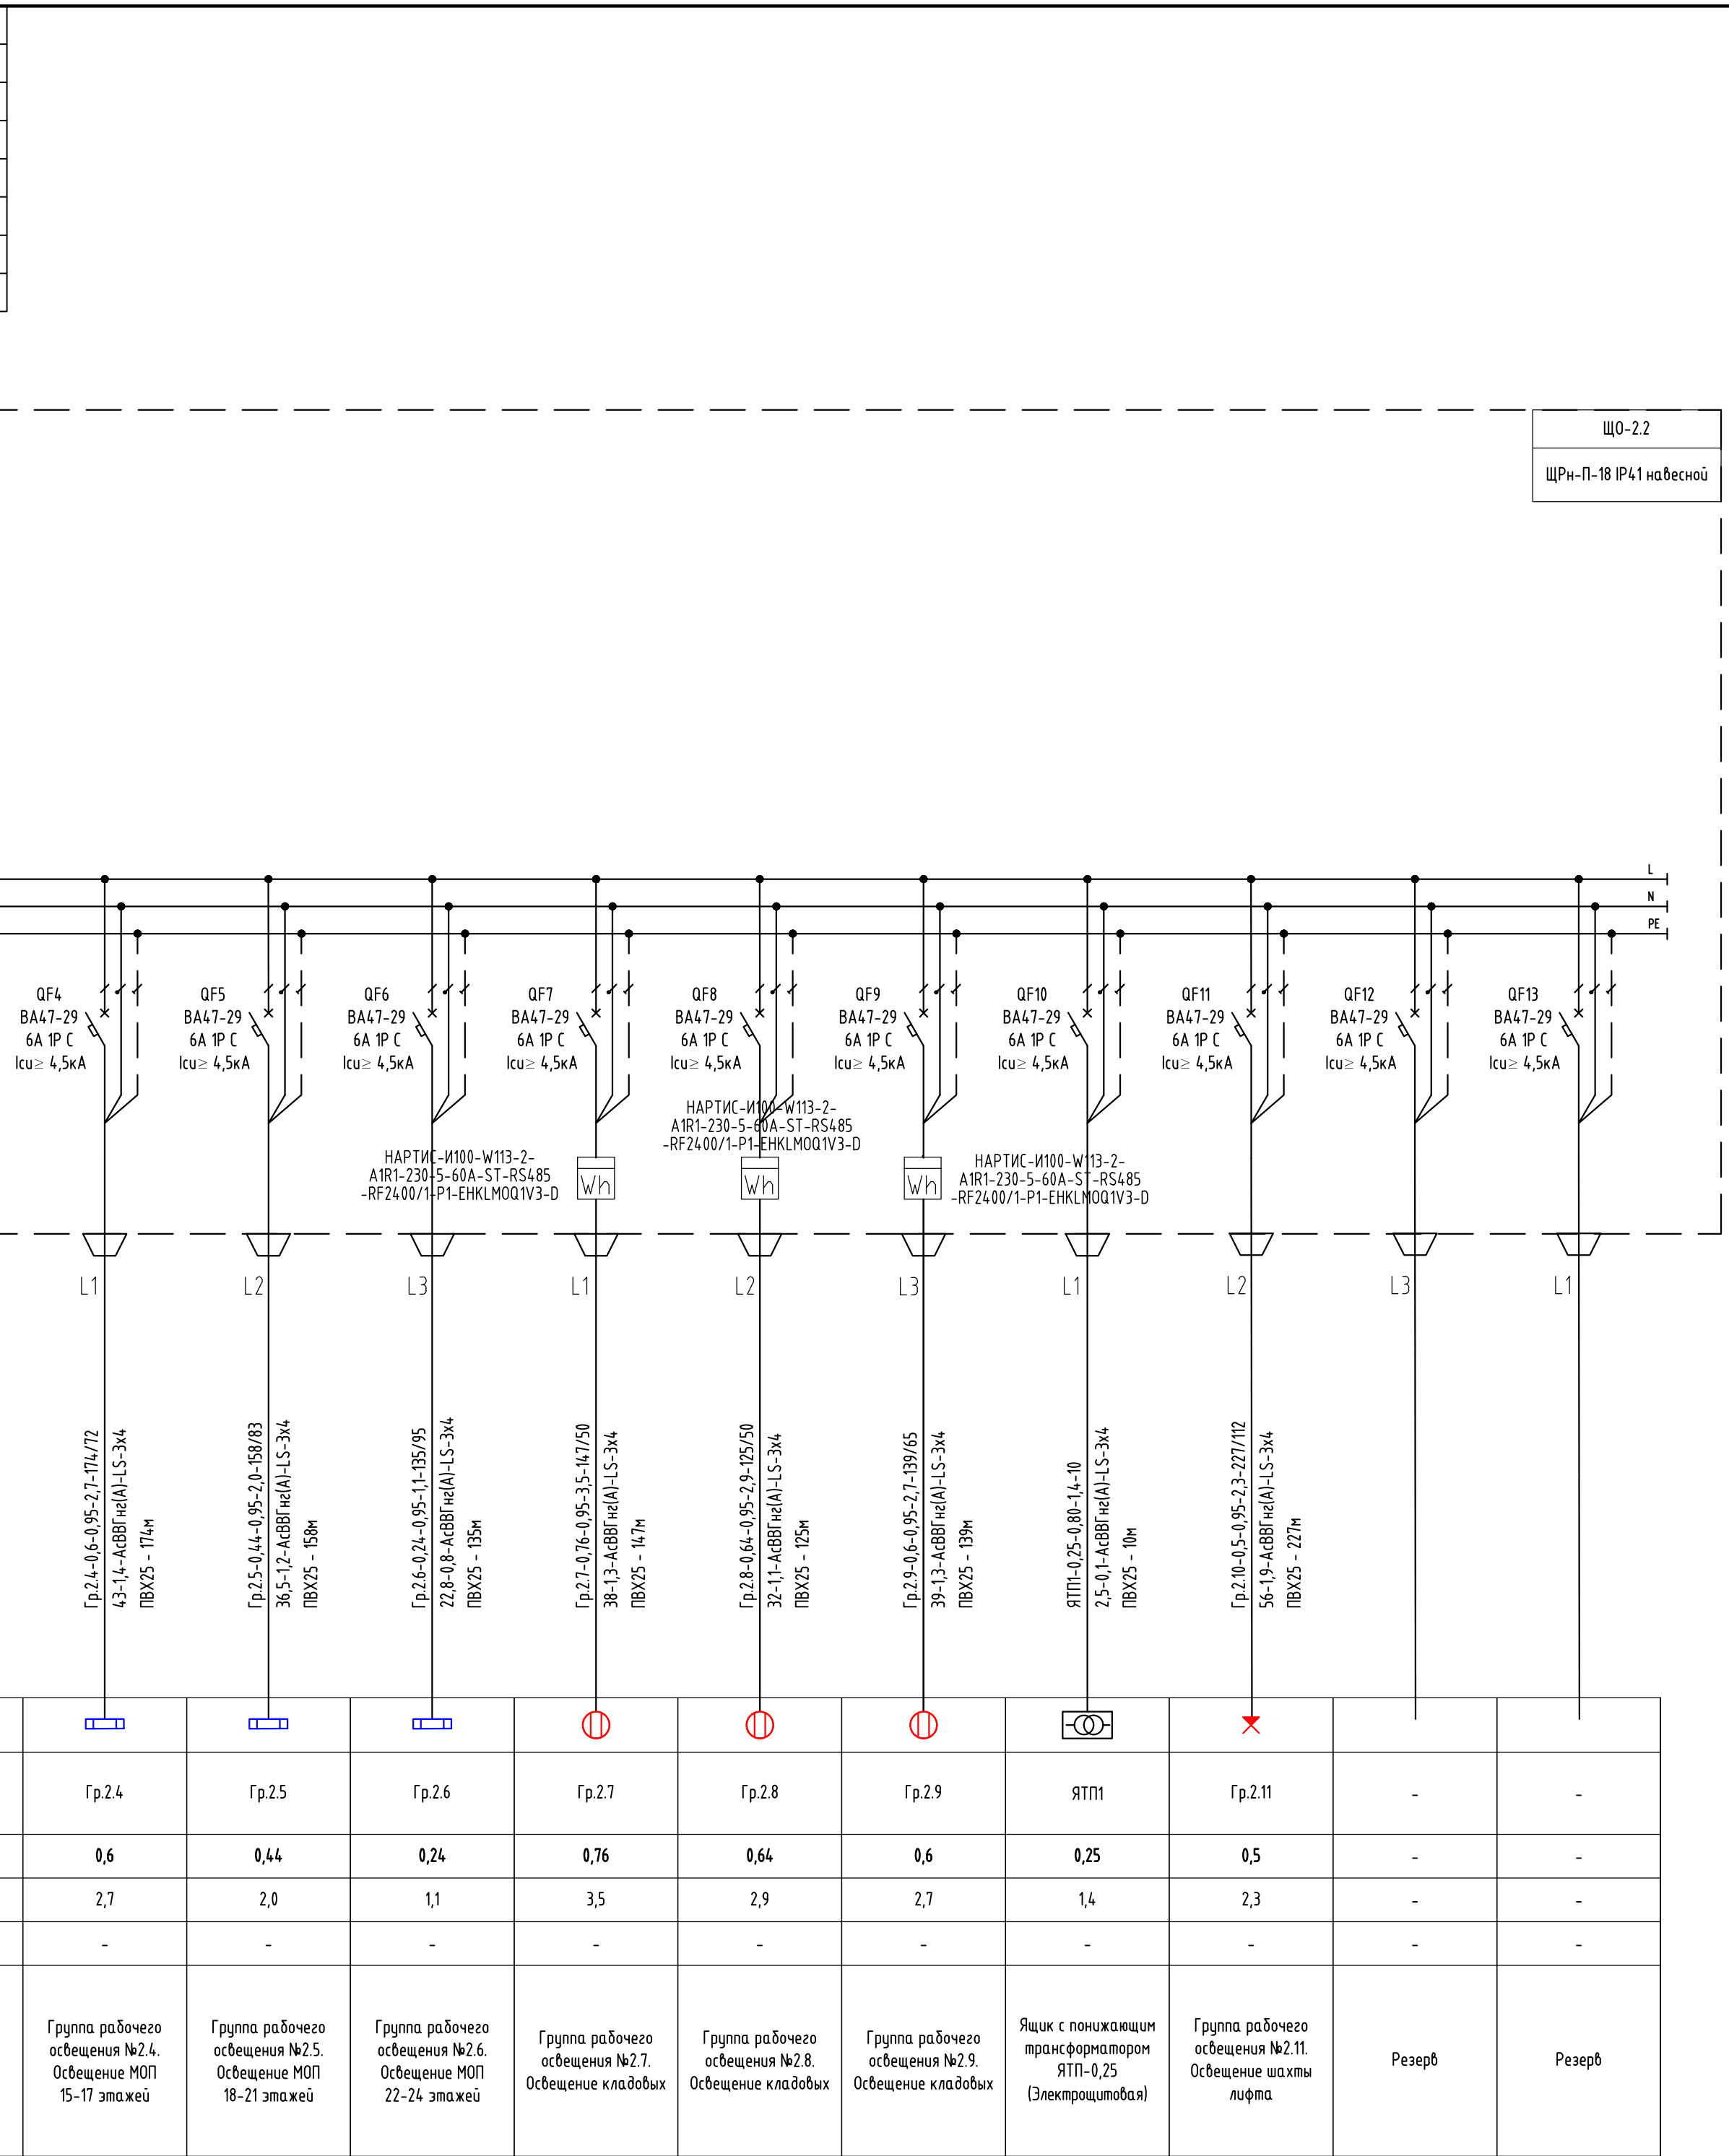 ЩО-2.2
ЩРн-П-18 IP41 навесной
L
N
PE
QF4
ВА47-29
6А 1Р С
Icu≥ 4,5кА
QF5
ВА47-29
6А 1Р С
Icu≥ 4,5кА
QF6
ВА47-29
6А 1Р С
Icu≥ 4,5кА
QF7
ВА47-29
6А 1Р С
Icu≥ 4,5кА
QF8
ВА47-29
6А 1Р С
Icu≥ 4,5кА
QF9
ВА47-29
6А 1Р С
Icu≥ 4,5кА
QF10
ВА47-29
6А 1Р С
Icu≥ 4,5кА
QF11
ВА47-29
6А 1Р С
Icu≥ 4,5кА
QF12
ВА47-29
6А 1Р С
Icu≥ 4,5кА
QF13
ВА47-29
6А 1Р С
Icu≥ 4,5кА
НАРТИС-И100-W113-2-
A1R1-230-5-60A-ST-RS485
-RF2400/1-P1-EHKLMOQ1V3-D
Wh
НАРТИС-И100-W113-2-
A1R1-230-5-60A-ST-RS485
-RF2400/1-P1-EHKLMOQ1V3-D
Wh
Wh
НАРТИС-И100-W113-2-
A1R1-230-5-60A-ST-RS485
-RF2400/1-P1-EHKLMOQ1V3-D
L1
L2
L3
L1
L2
L3
L1
L2
L3
L1
Гр.2.4-0,6-0,95-2,7-174/72
43-1,4-АсВВГнг(А)-LS-3х4
ПВХ25 - 174м
Гр.2.5-0,44-0,95-2,0-158/83
36,5-1,2-АсВВГнг(А)-LS-3х4
ПВХ25 - 158м
Гр.2.6-0,24-0,95-1,1-135/95
22,8-0,8-АсВВГнг(А)-LS-3х4
ПВХ25 - 135м
Гр.2.7-0,76-0,95-3,5-147/50
38-1,3-АсВВГнг(А)-LS-3х4
ПВХ25 - 147м
Гр.2.8-0,64-0,95-2,9-125/50
32-1,1-АсВВГнг(А)-LS-3х4
ПВХ25 - 125м
Гр.2.9-0,6-0,95-2,7-139/65
39-1,3-АсВВГнг(А)-LS-3х4
ПВХ25 - 139м
ЯТП1-0,25-0,80-1,4-10
2,5-0,1-АсВВГнг(А)-LS-3х4
ПВХ25 - 10м
Гр.2.10-0,5-0,95-2,3-227/112
56-1,9-АсВВГнг(А)-LS-3х4
ПВХ25 - 227м
Гр.2.4
Гр.2.5
Гр.2.6
Гр.2.7
Гр.2.8
Гр.2.9
ЯТП1
Гр.2.11
-
-
0,6
0,44
0,24
0,76
0,64
0,6
0,25
0,5
-
-
2,7
2,0
1,1
3,5
2,9
2,7
1,4
2,3
-
-
-
-
-
-
-
-
-
-
-
-
Группа рабочего
освещения №2.4.
Освещение МОП
15-17 этажей
Группа рабочего
освещения №2.5.
Освещение МОП
18-21 этажей
Группа рабочего
освещения №2.6.
Освещение МОП
22-24 этажей
Группа рабочего
освещения №2.7.
Освещение кладовых
Группа рабочего
освещения №2.8.
Освещение кладовых
Группа рабочего
освещения №2.9.
Освещение кладовых
Ящик с понижающим
трансформатором
ЯТП-0,25
(Электрощитовая)
Группа рабочего
освещения №2.11.
Освещение шахты
лифта
Резерв
Резерв